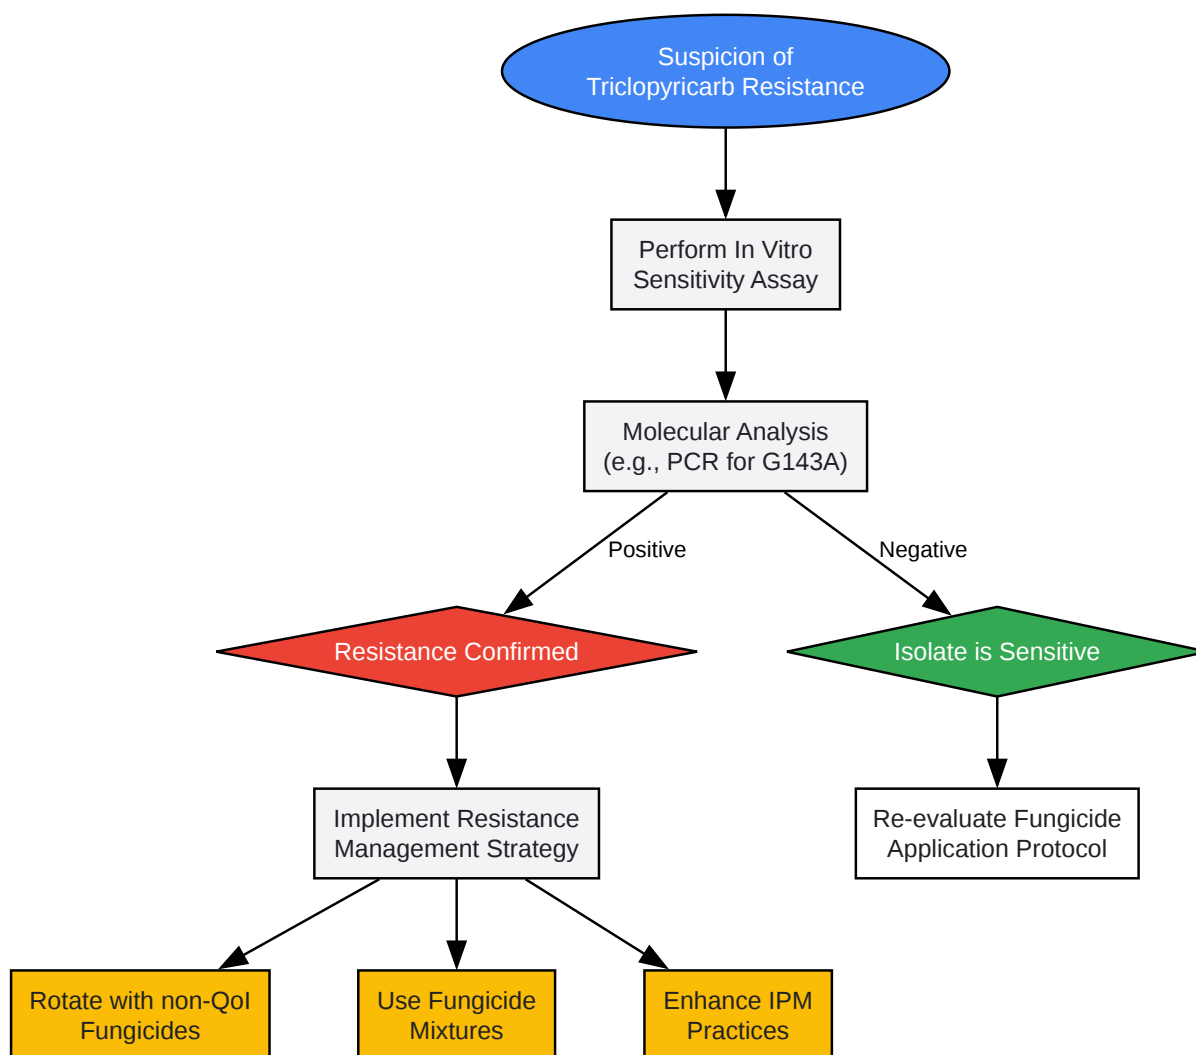 Suspicion of
Triclopyricarb Resistance
Perform In Vitro
Sensitivity Assay
Molecular Analysis
(e.g., PCR for G143A)
Positive
Negative
Resistance Confirmed
Isolate is Sensitive
Implement Resistance
Management Strategy
Re-evaluate Fungicide
Application Protocol
Rotate with non-QoI
Fungicides
Use Fungicide
Mixtures
Enhance IPM
Practices